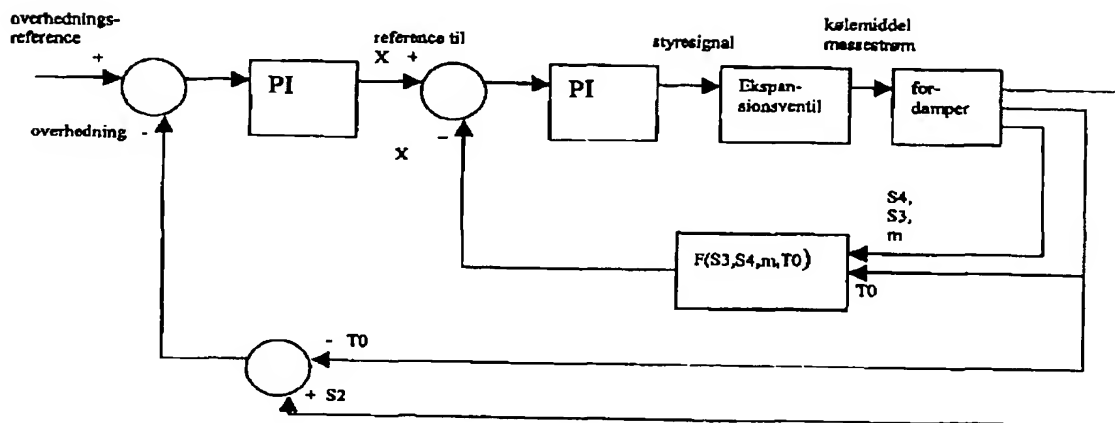 overhednings-
reference
+
PI
reference til
X
+
PI
styresignal
Ekspan-
sionsventil
kølemiddel
massestrøm
for-
damper
overhedning
-
-
X
S4,
S3,
m
F(S3,S4,m,T0)
T0
- T0
+ S2